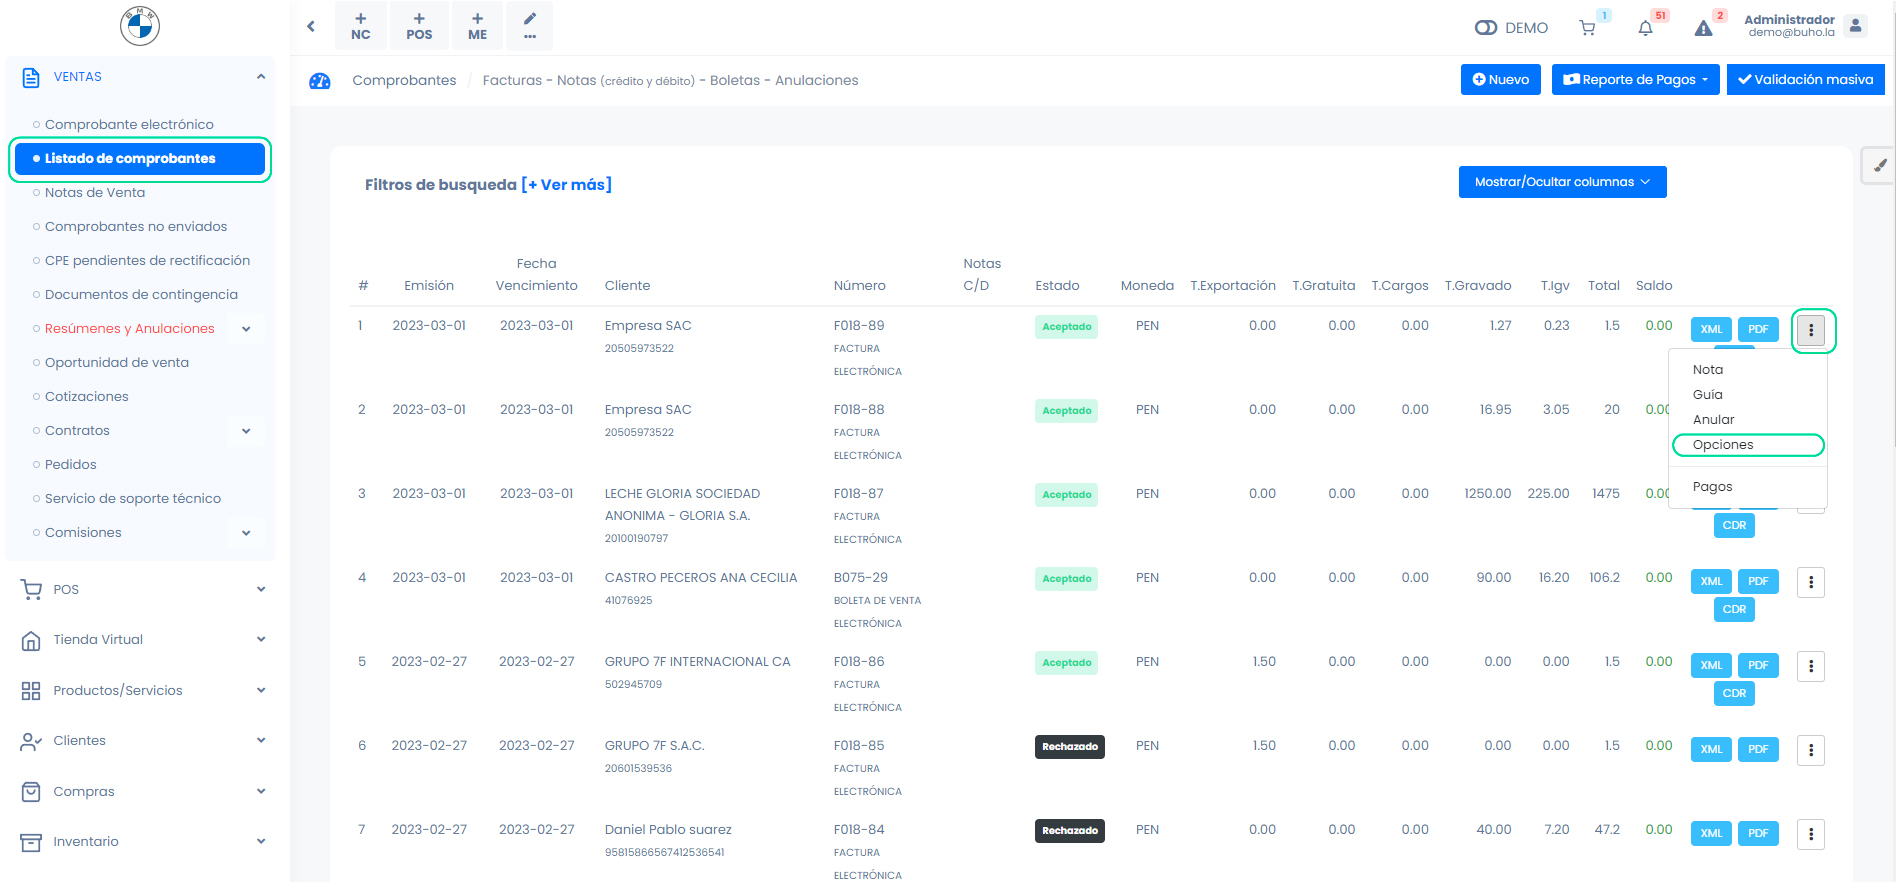 BMW
NC
POS
ME
...
DEMO
1
51
2
Administrador
demo@buho.la
VENTAS
Comprobante electrónico
Listado de comprobantes
Notas de Venta
Comprobantes no enviados
CPE pendientes de rectificación
Documentos de contingencia
Resúmenes y Anulaciones
Oportunidad de venta
Cotizaciones
Contratos
Pedidos
Servicio de soporte técnico
Comisiones
POS
Tienda Virtual
Productos/Servicios
Clientes
Compras
Inventario
Comprobantes / Facturas - Notas (crédito y débito) - Boletas - Anulaciones
Nuevo
Reporte de Pagos
Validación masiva
Filtros de busqueda [+ Ver más]
Mostrar/Ocultar columnas
# Emisión Fecha Vencimiento Cliente Número Notas C/D Estado Moneda T.Exportación T.Gratuita T.Cargos T.Gravado T.Igv Total Saldo
1 2023-03-01 2023-03-01 Empresa SAC F018-89 Aceptado PEN 0.00 0.00 0.00 1.27 0.23 1.5 0.00 XML PDF
20505973522 FACTURA
ELECTRÓNICA
Nota
Guía
Anular
Opciones
Pagos
2 2023-03-01 2023-03-01 Empresa SAC F018-88 Aceptado PEN 0.00 0.00 0.00 16.95 3.05 20 0.00
20505973522 FACTURA
ELECTRÓNICA
3 2023-03-01 2023-03-01 LECHE GLORIA SOCIEDAD F018-87 Aceptado PEN 0.00 0.00 0.00 1250.00 225.00 1475 0.00
ANONIMA - GLORIA S.A. FACTURA
20100190797 ELECTRÓNICA
CDR
4 2023-03-01 2023-03-01 CASTRO PECEROS ANA CECILIA B075-29 Aceptado PEN 0.00 0.00 0.00 90.00 16.20 106.2 0.00 XML PDF
41076925 BOLETA DE VENTA CDR
ELECTRÓNICA
5 2023-02-27 2023-02-27 GRUPO 7F INTERNACIONAL CA F018-86 Aceptado PEN 1.50 0.00 0.00 0.00 0.00 1.5 0.00 XML PDF
502945709 FACTURA CDR
ELECTRÓNICA
6 2023-02-27 2023-02-27 GRUPO 7F S.A.C. F018-85 Rechazado PEN 1.50 0.00 0.00 0.00 0.00 1.5 0.00 XML PDF
20601539536 FACTURA
ELECTRÓNICA
7 2023-02-27 2023-02-27 Daniel Pablo suarez F018-84 Rechazado PEN 0.00 0.00 0.00 40.00 7.20 47.2 0.00 XML PDF
95815866567412536541 FACTURA
ELECTRÓNICA